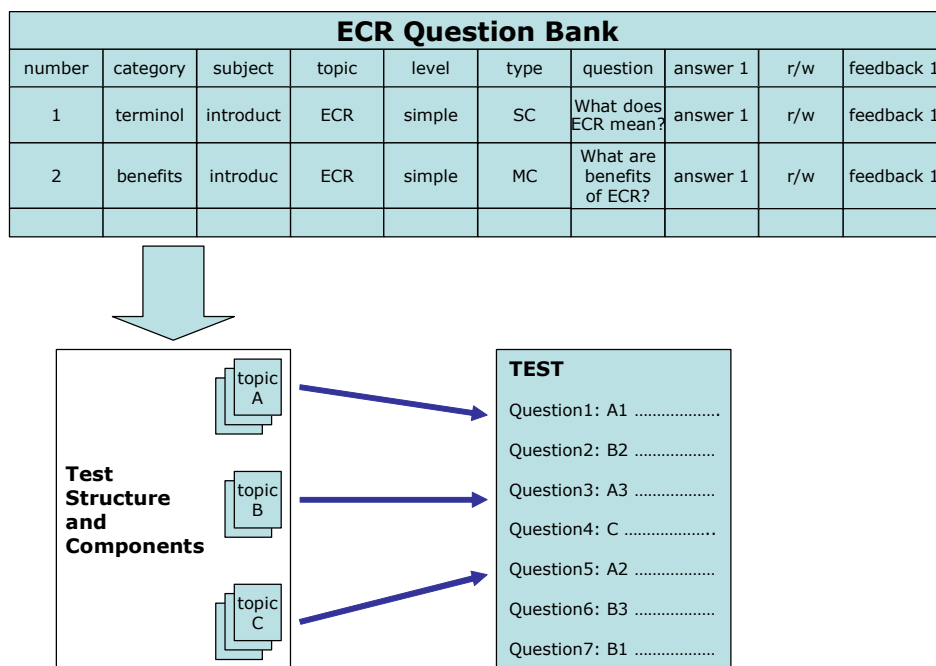 ECR Question Bank
number category subject topic level type question answer 1 r/w feedback 1
1 terminol introduct ECR simple SC What does ECR mean? answer 1 r/w feedback 1
2 benefits introduc ECR simple MC What are benefits of ECR? answer 1 r/w feedback 1
topic
A
topic
B
topic
C
Test
Structure
and
Components
TEST
Question1: A1 ...................
Question2: B2 ..................
Question3: A3 ..................
Question4: C ....................
Question5: A2 ..................
Question6: B3 ..................
Question7: B1 ..................